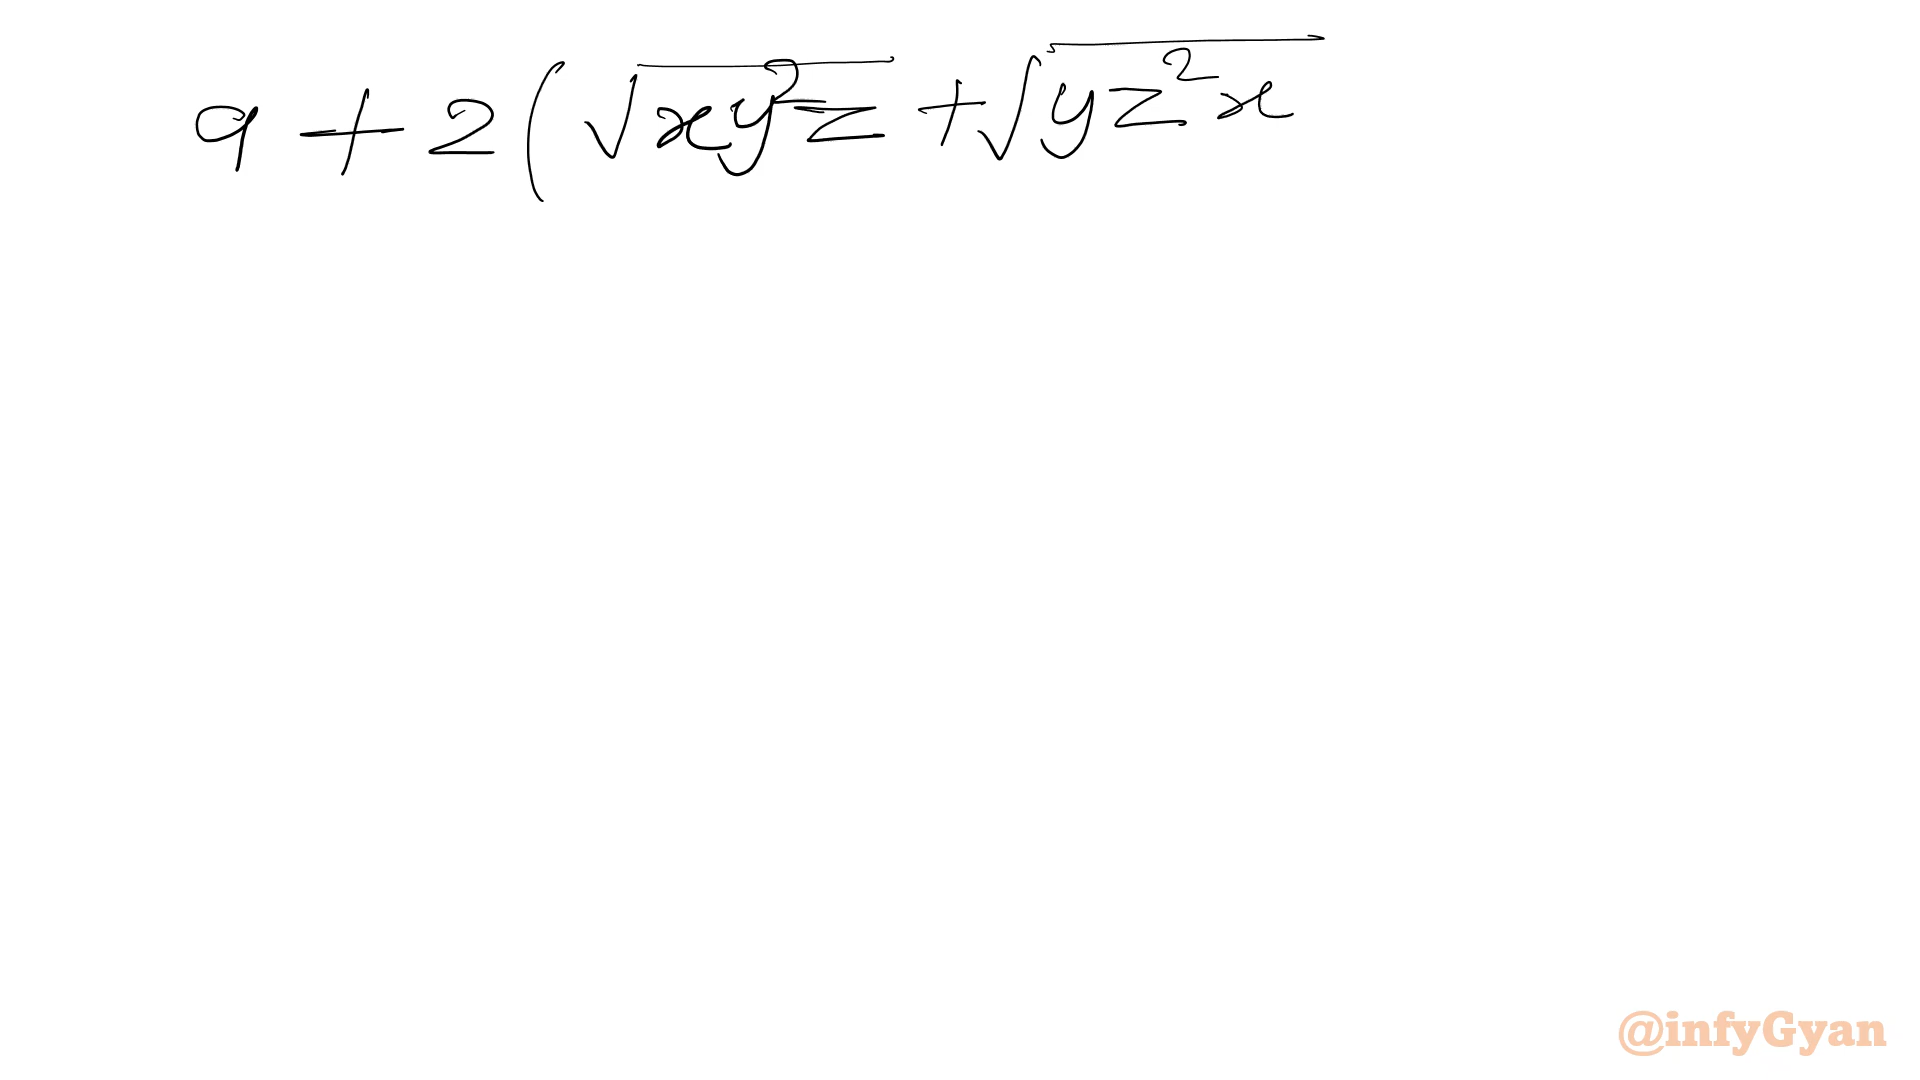 9 + 2 ( √xy²z + √yz²x
@infyGyan